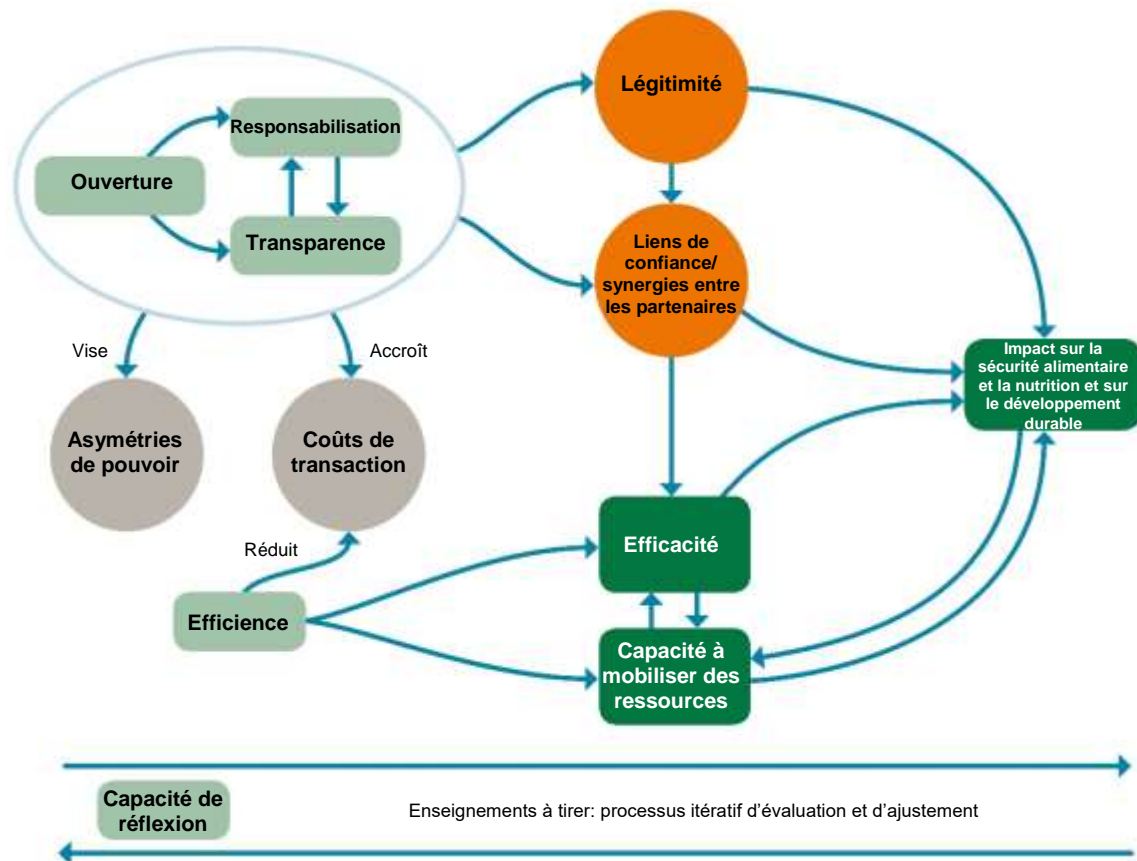 Responsabilisation
Ouverture
Transparence
Légitimité
Liens de
confiance/
synergies entre
les partenaires
Vise
Accroît
Asymétries
de pouvoir
Coûts de
transaction
Impact sur la
sécurité alimentaire
et la nutrition et sur
le développement
durable
Réduit
Efficience
Efficacité
Capacité à
mobiliser des
ressources
Capacité de
réflexion
Enseignements à tirer: processus itératif d’évaluation et d’ajustement